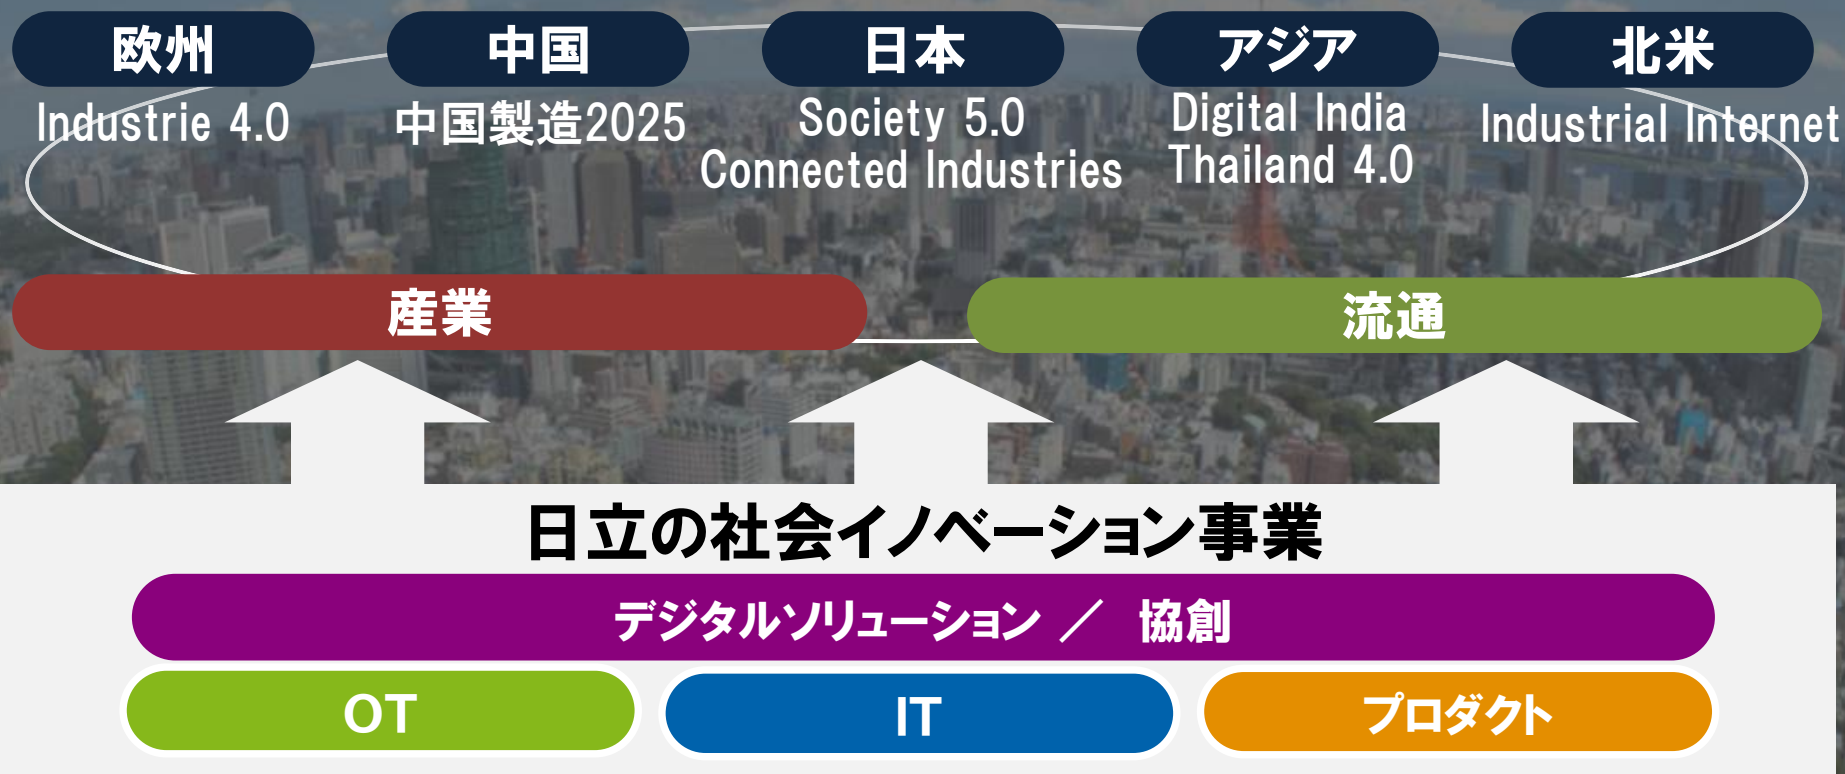 欧州
中国
日本
アジア
北米
Industrie 4.0
中国製造2025
Society 5.0
Connected Industries
Digital India
Thailand 4.0
Industrial Internet
産業
流通
日立の社会イノベーション事業
デジタルソリューション ／ 協創
OT
IT
プロダクト